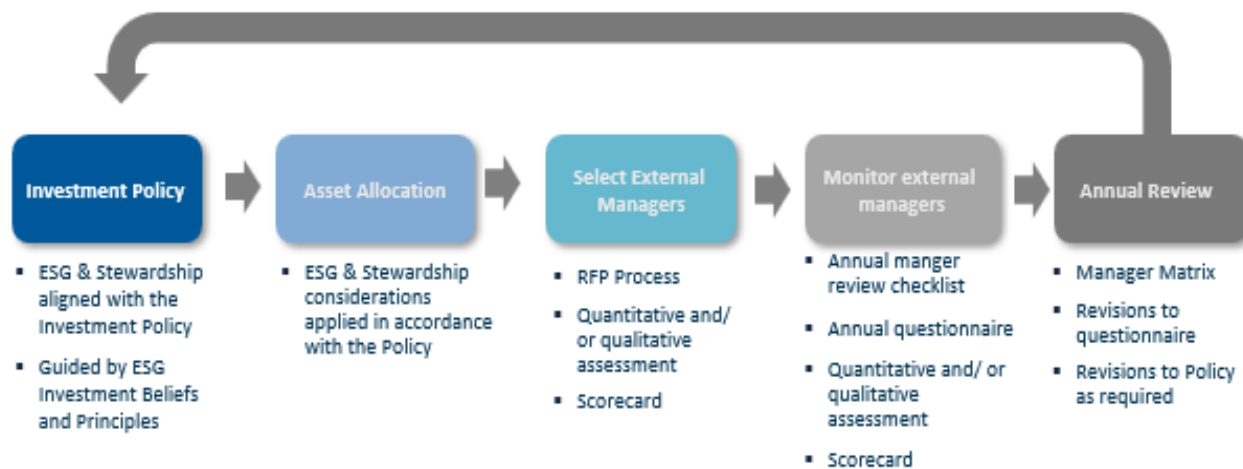 Investment Policy
Asset Allocation
Select External
Managers
Monitor external
managers
Annual Review
▪ ESG & Stewardship
aligned with the
Investment Policy
▪ Guided by ESG
Investment Beliefs
and Principles
▪ ESG & Stewardship
considerations
applied in accordance
with the Policy
▪ RFP Process
▪ Quantitative and/
or qualitative
assessment
▪ Scorecard
▪ Annual manger
review checklist
▪ Annual questionnaire
▪ Quantitative and/ or
qualitative
assessment
▪ Scorecard
▪ Manager Matrix
▪ Revisions to
questionnaire
▪ Revisions to Policy
as required